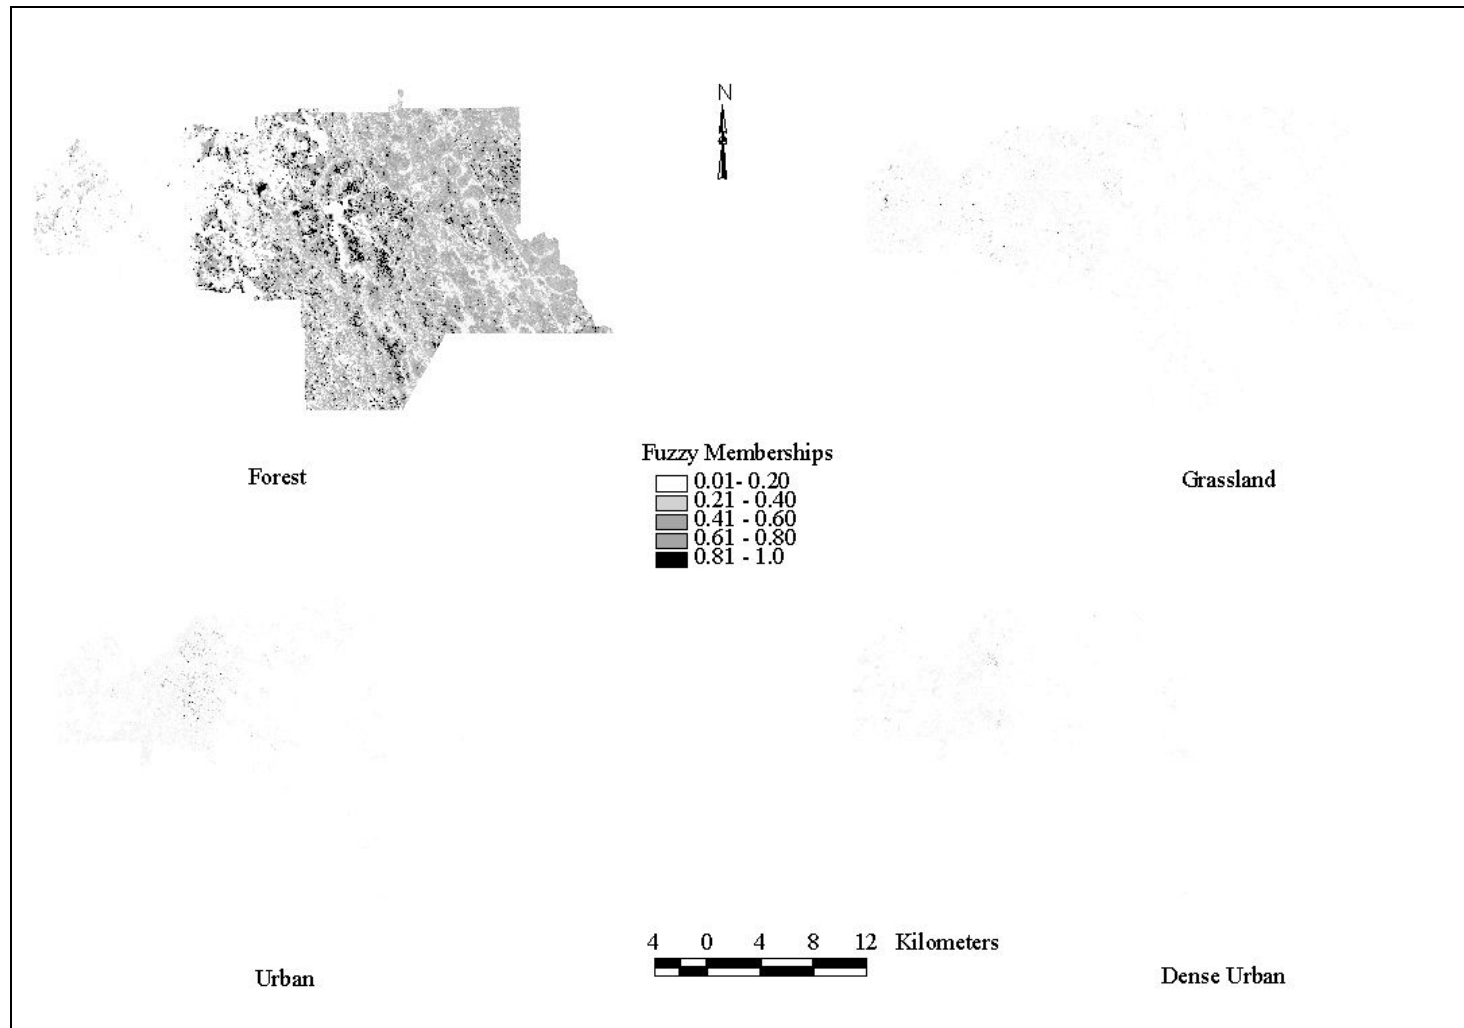 N
Forest
Grassland
Fuzzy Memberships
0.01- 0.20
0.21 - 0.40
0.41 - 0.60
0.61 - 0.80
0.81 - 1.0
4 0 4 8 12 Kilometers
Urban
Dense Urban